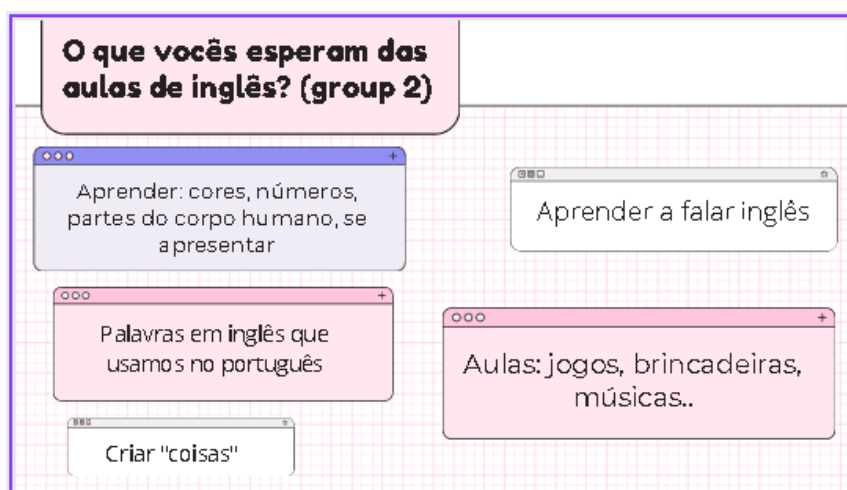 O que vocês esperam das
aulas de inglês? (group 2)
Aprender: cores, números,
partes do corpo humano, se
apresentar
Aprender a falar inglês
Palavras em inglês que
usamos no português
Aulas: jogos, brincadeiras,
músicas..
Criar "coisas"